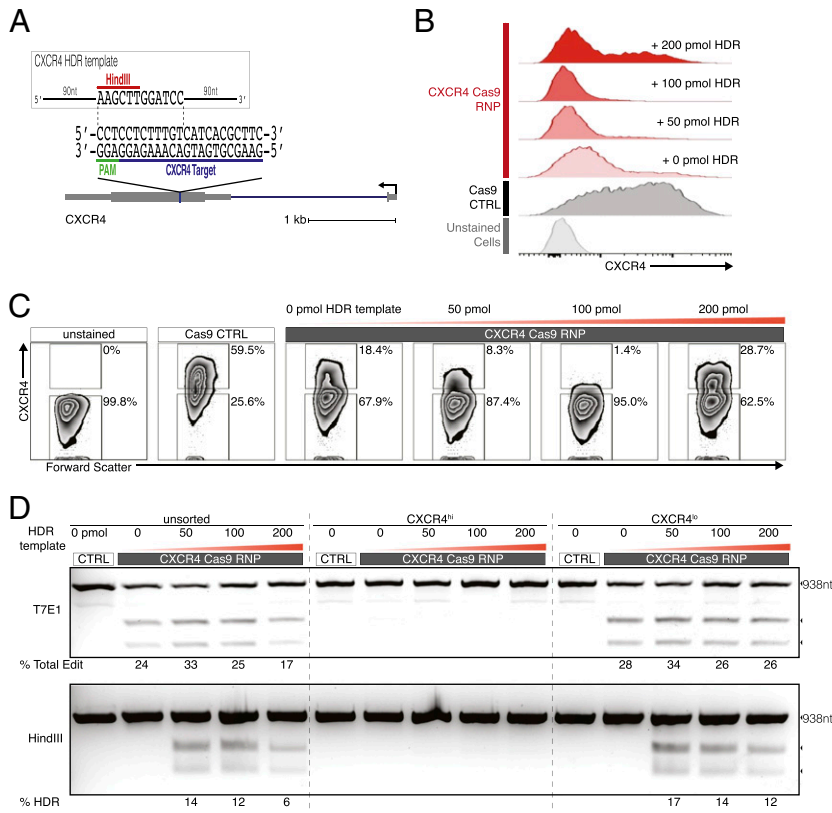 A
CXCR4 HDR template
HindIII
90nt 90nt
5' AAGCTTGGATCC 3'
5'-CCTCCTCTTTGTCATCACGCTTC-3'
3'-GGAGGAGAAACAGTAGTGCGAAG-5'
PAM CXCR4 Target
CXCR4 1 kb
B
+ 200 pmol HDR
+ 100 pmol HDR
CXCR4 Cas9
RNP
+ 50 pmol HDR
+ 0 pmol HDR
Cas9
CTRL
Unstained
Cells
CXCR4
C
0 pmol HDR template 50 pmol 100 pmol 200 pmol
unstained Cas9 CTRL CXCR4 Cas9 RNP
0% 59.5% 18.4% 8.3% 1.4% 28.7%
CXCR4
99.8% 25.6% 67.9% 87.4% 95.0% 62.5%
Forward Scatter
D
unsorted CXCR4hi CXCR4lo
HDR template 0 pmol 0 50 100 200 0 0 50 100 200 0 0 50 100 200
CTRL CXCR4 Cas9 RNP CTRL CXCR4 Cas9 RNP CTRL CXCR4 Cas9 RNP
938nt
T7E1
% Total Edit 24 33 25 17 28 34 26 26
938nt
HindIII
% HDR 14 12 6 17 14 12